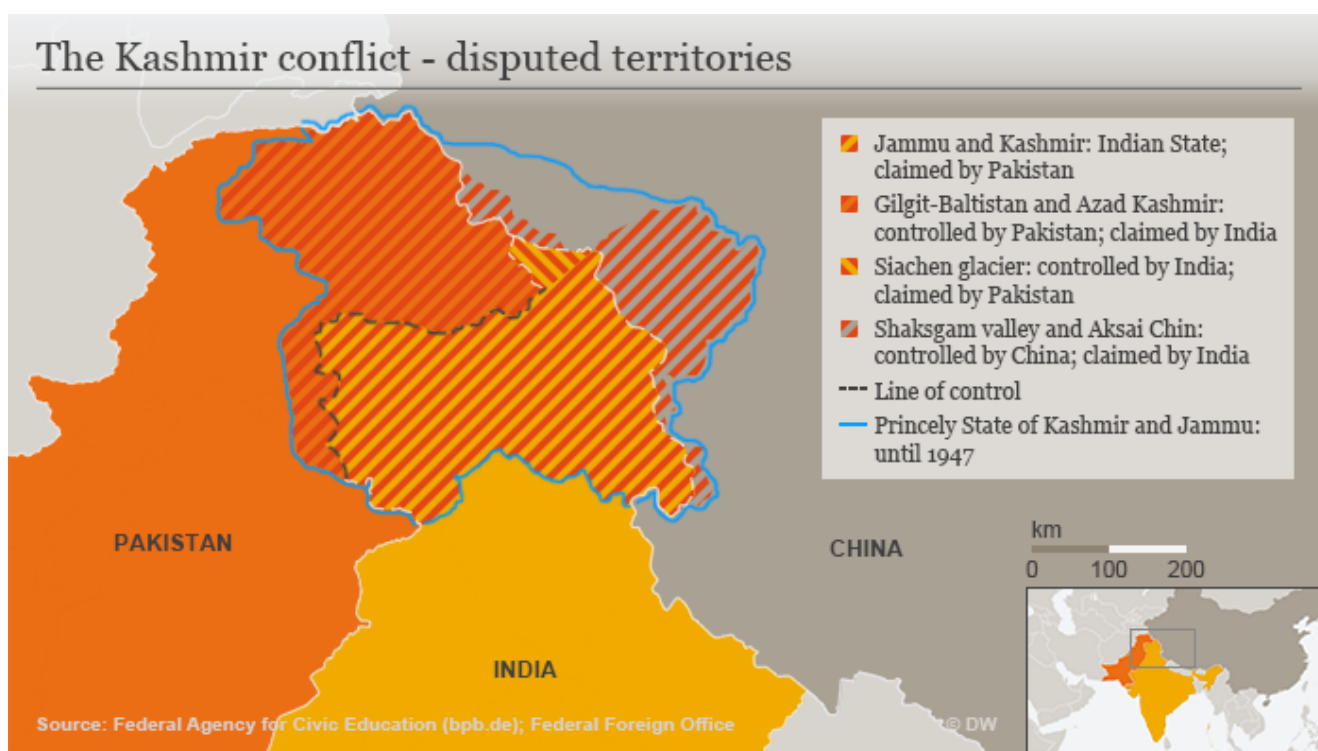 The Kashmir conflict - disputed territories
Jammu and Kashmir: Indian State;
claimed by Pakistan
Gilgit-Baltistan and Azad Kashmir:
controlled by Pakistan; claimed by India
Siachen glacier: controlled by India;
claimed by Pakistan
Shaksgam valley and Aksai Chin:
controlled by China; claimed by India
Line of control
Princely State of Kashmir and Jammu:
until 1947
PAKISTAN
CHINA
INDIA
km
0 100 200
Source: Federal Agency for Civic Education (bpb.de); Federal Foreign Office
© DW